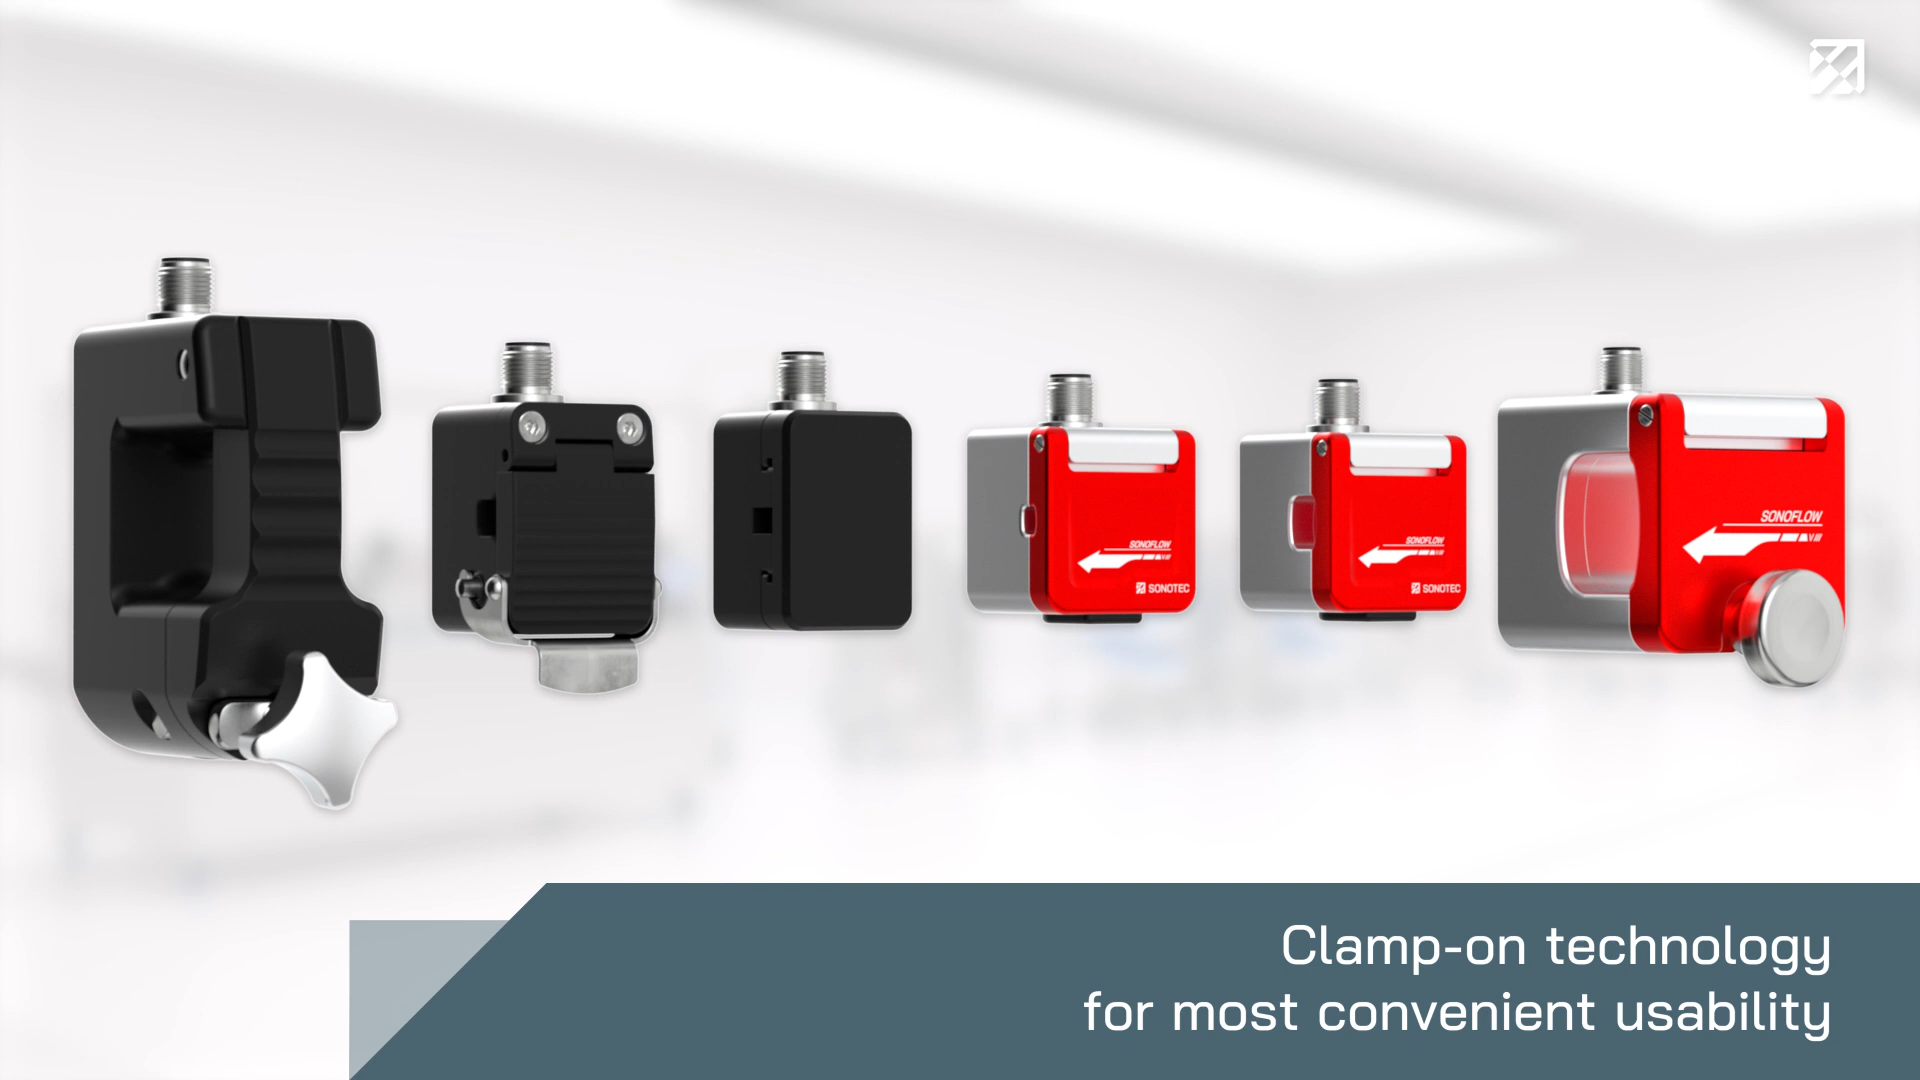 SONOFLOW
SONOTEC
SONOFLOW
SONOTEC
SONOFLOW
Clamp-on technology
for most convenient usability